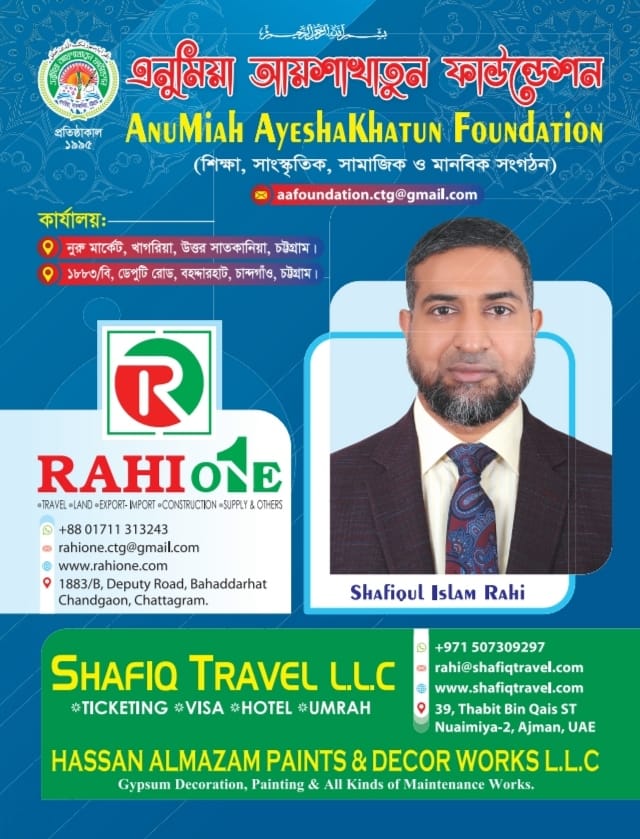 بِسْمِ اللهِ الرَّحْمٰنِ الرَّحِيْمِ
এনুমিয়া আয়শাখাতুন ফাউন্ডেশন
প্রতিষ্ঠাকাল
১৯৯৫
AnuMiah AyeshaKhatun Foundation
(শিক্ষা, সাংস্কৃতিক, সামাজিক ও মানবিক সংগঠন)
aafoundation.ctg@gmail.com
কার্যালয়:
নুরু মার্কেট, খাগরিয়া, উত্তর সাতকানিয়া, চট্টগ্রাম।
১৮৮৩/বি, ডেপুটি রোড, বহদ্দারহাট, চান্দগাঁও, চট্টগ্রাম।
R
RAHI ONE
TRAVEL LAND EXPORT- IMPORT CONSTRUCTION SUPPLY & OTHERS
+88 01711 313243
rahione.ctg@gmail.com
www.rahione.com
1883/B, Deputy Road, Bahaddarhat
Chandgaon, Chattagram.
Shafioul Islam Rahi
SHAFIQ TRAVEL L.L.C
TICKETING VISA HOTEL UMRAH
+971 507309297
rahi@shafiqtravel.com
www.shafiqtravel.com
39, Thabit Bin Qais ST
Nuaimiya-2, Ajman, UAE
HASSAN ALMAZAM PAINTS & DECOR WORKS L.L.C
Gypsum Decoration, Painting & All Kinds of Maintenance Works.